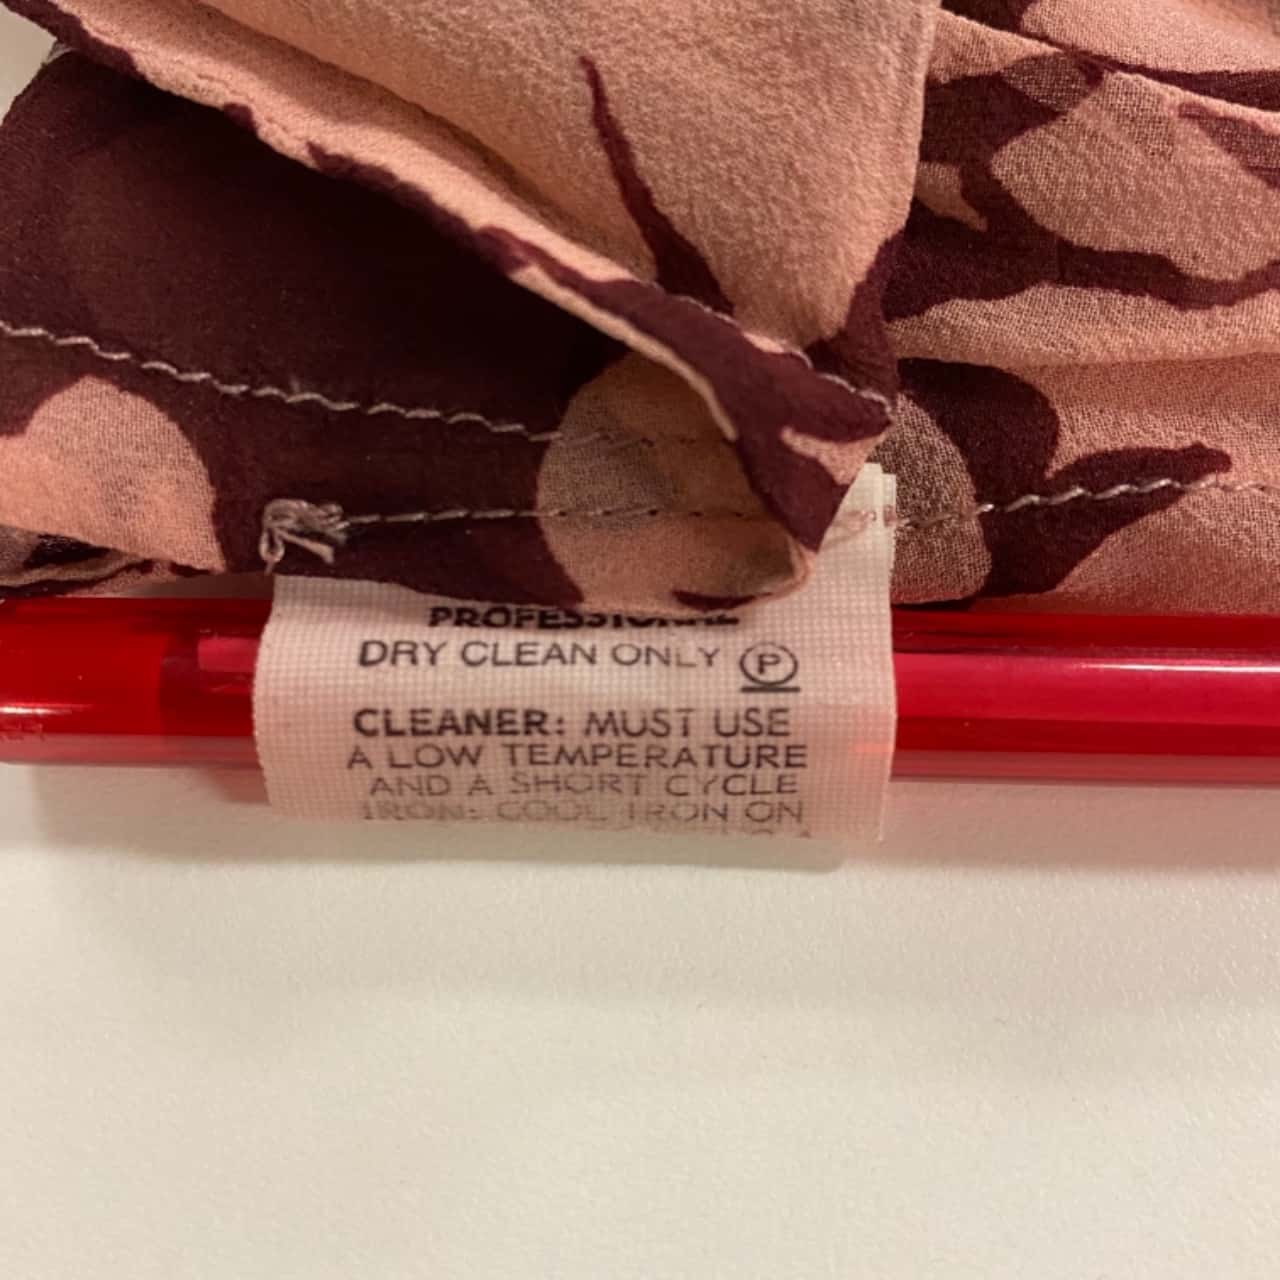 PROFESSIONAL
DRY CLEAN ONLY P
CLEANER: MUST USE
A LOW TEMPERATURE
AND A SHORT CYCLE
IRON: COOL IRON ON